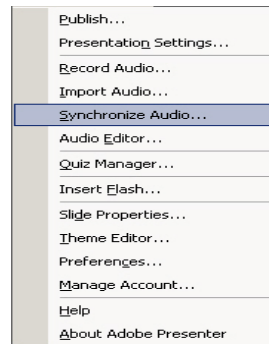 Publish...
Presentation Settings...
Record Audio...
Import Audio...
Synchronize Audio...
Audio Editor...
Quiz Manager...
Insert Flash...
Slide Properties...
Theme Editor...
Preferences...
Manage Account...
Help
About Adobe Presenter